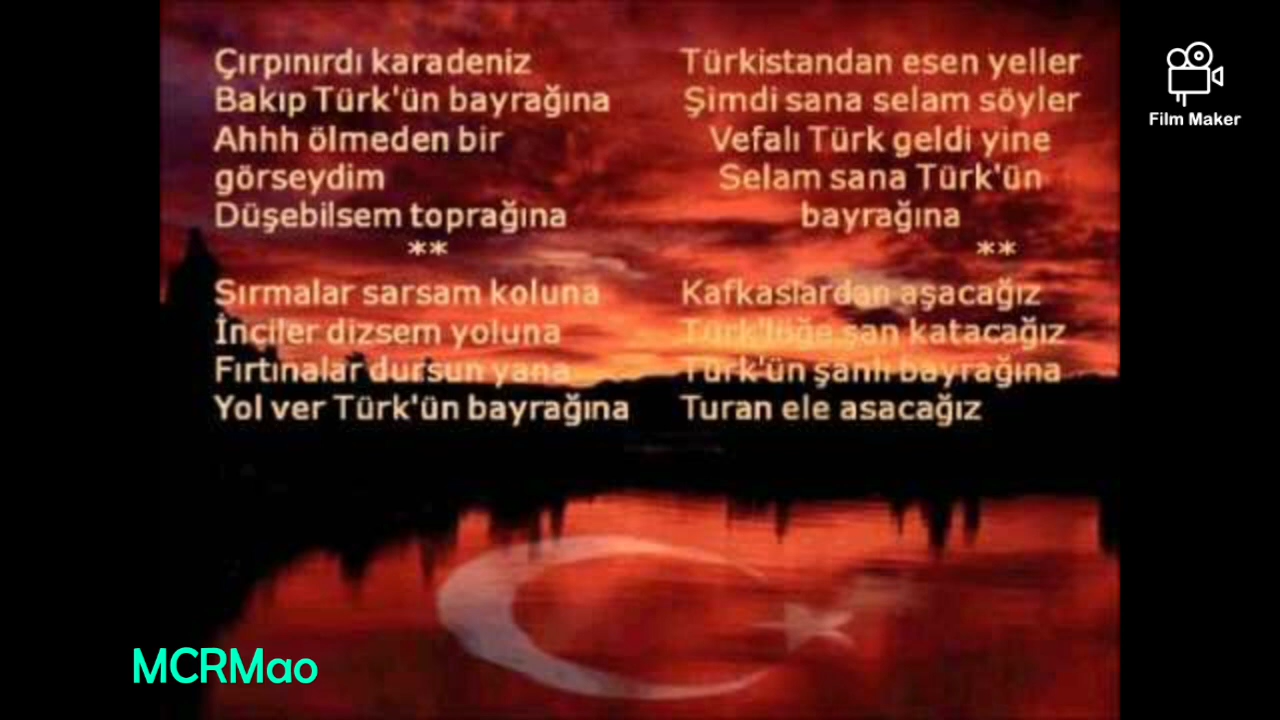 Çırpınırdı karadeniz
Bakıp Türk'ün bayrağına
Ahhh ölmeden bir
görseydim
Düşebilsem toprağına
**
Sırmalar sarsam koluna
İnciler dizsem yoluna
Fırtınalar dursun yana
Yol ver Türk'ün bayrağına
Türkistandan esen yeller
Şimdi sana selam söyler
Vefalı Türk geldi yine
Selam sana Türk'ün
bayrağına
**
Kafkaslardan aşacağız
Türk'lüğe şan katacağız
Türk'ün şanlı bayrağına
Turan ele asacağız
Film Maker
MCRMao